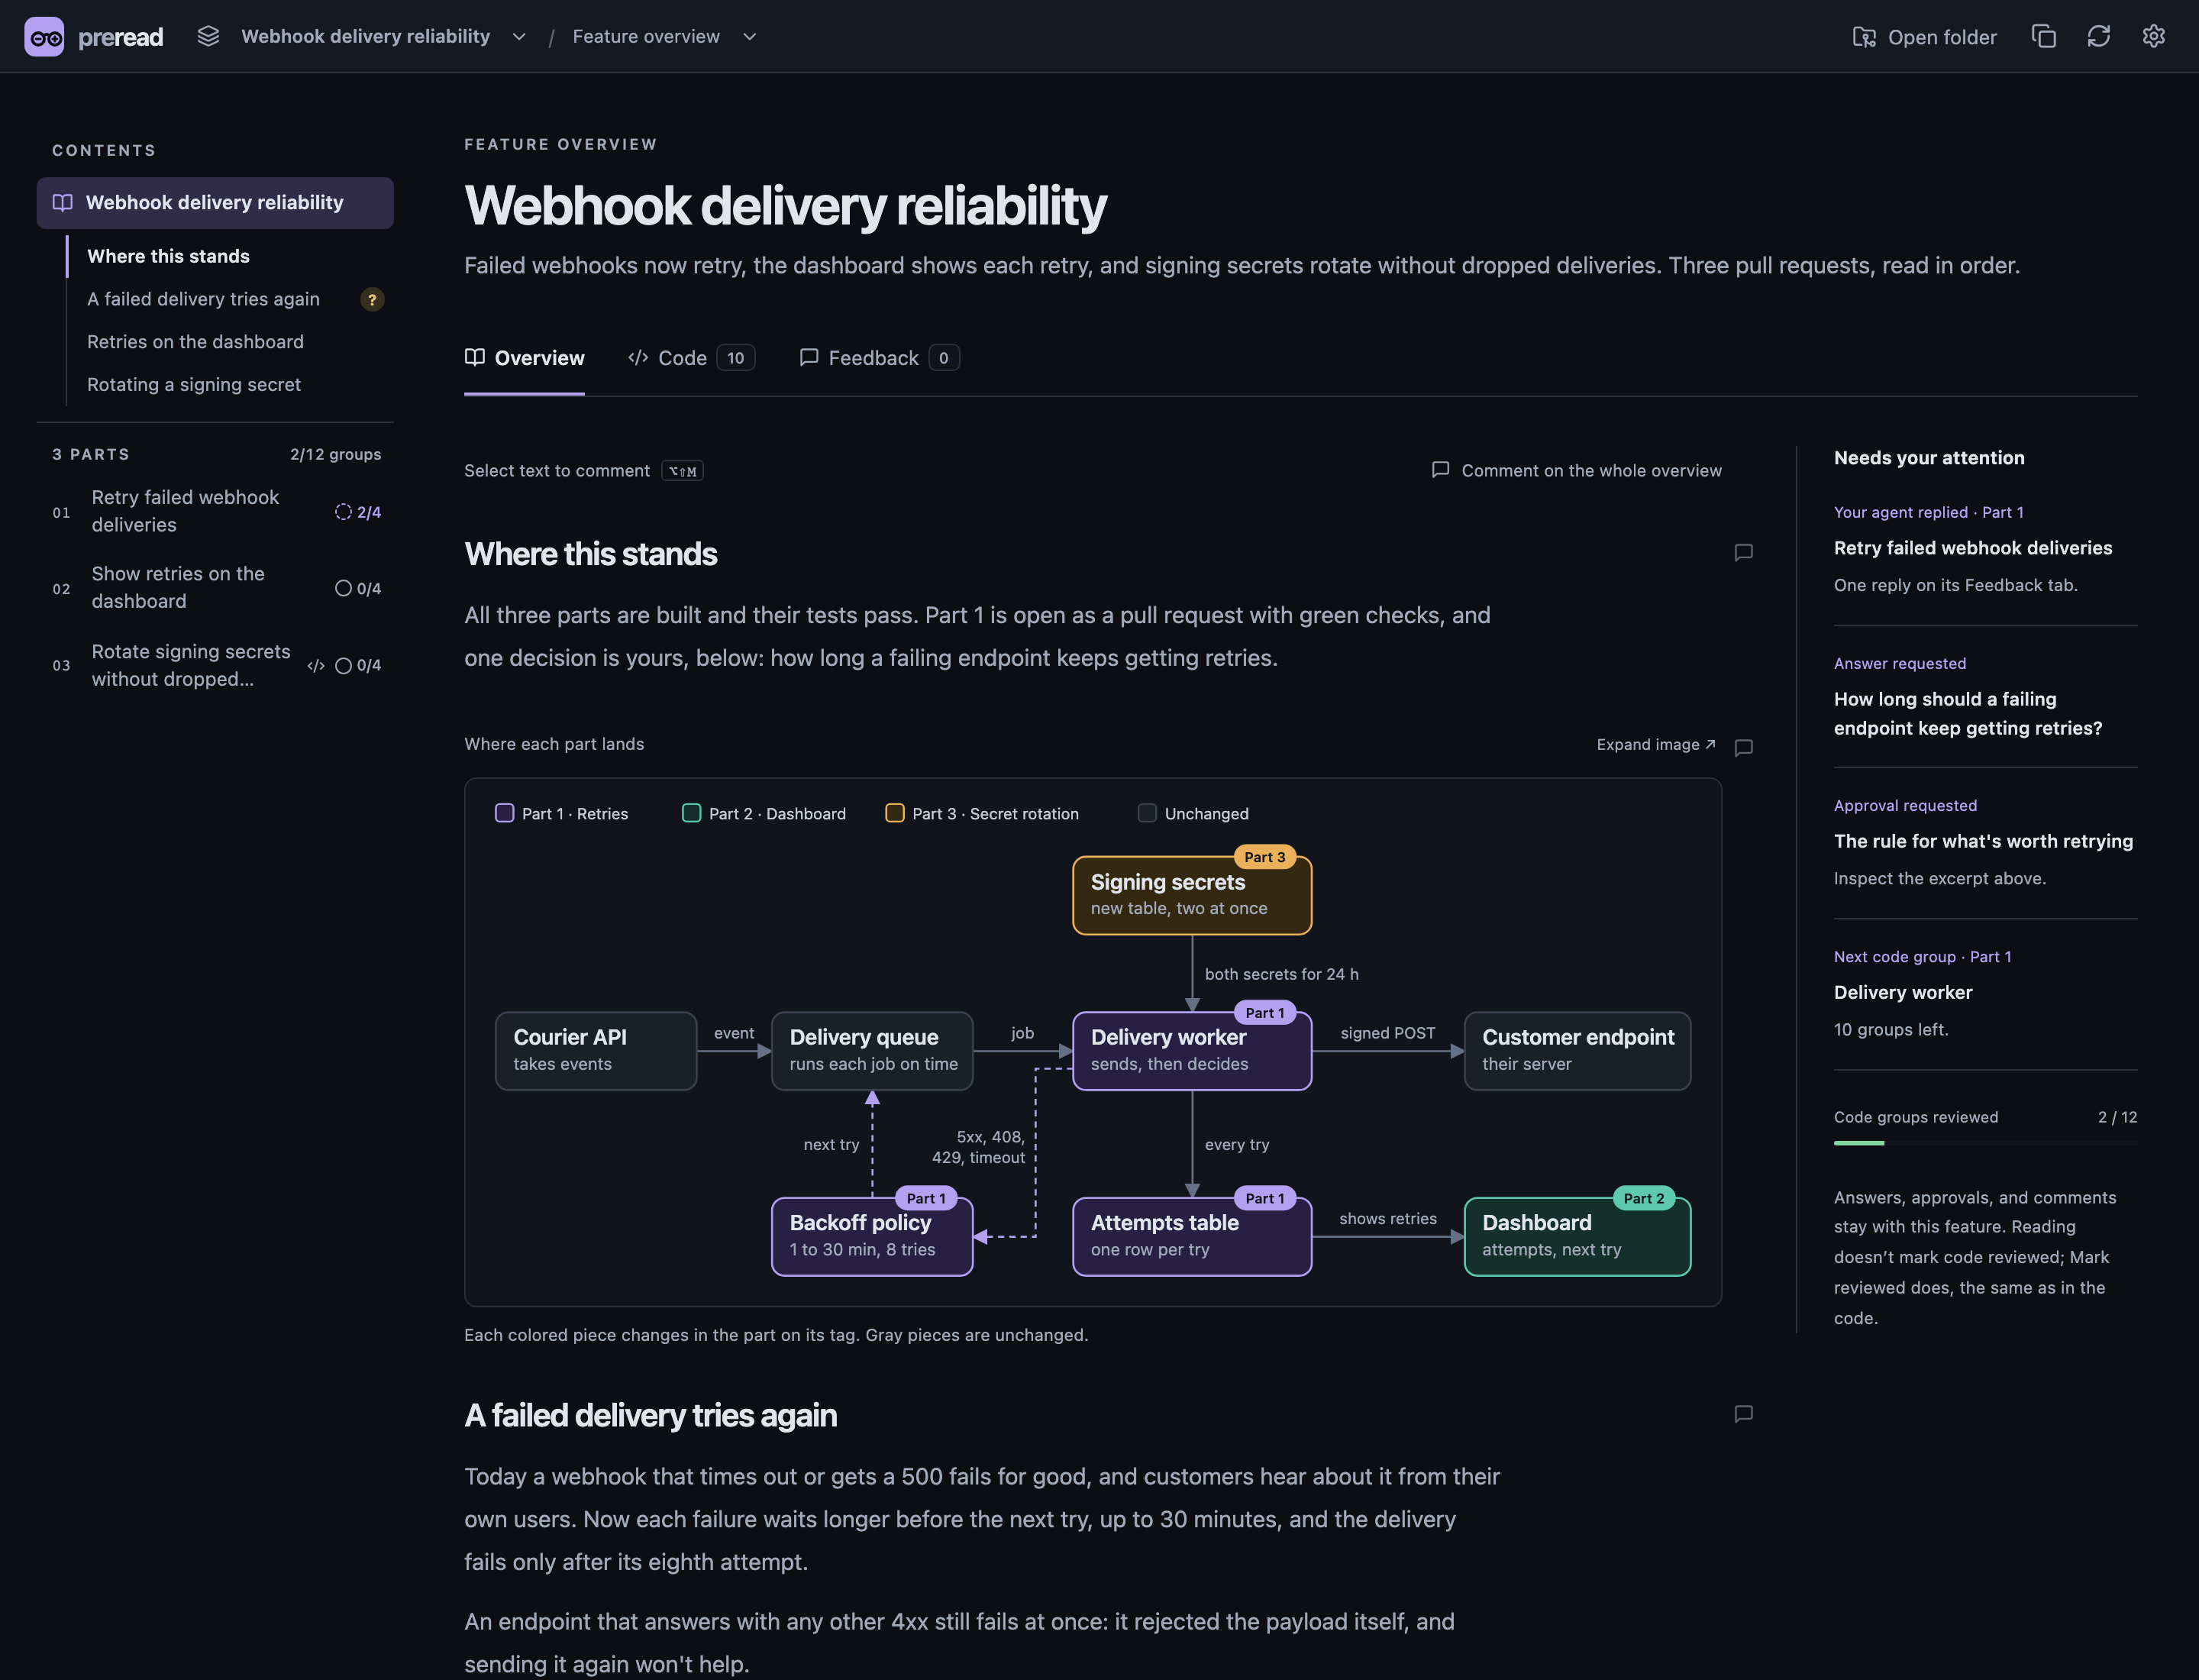 preread
Webhook delivery reliability / Feature overview
Open folder
CONTENTS
Webhook delivery reliability
Where this stands
A failed delivery tries again ?
Retries on the dashboard
Rotating a signing secret
3 PARTS 2/12 groups
01 Retry failed webhook
deliveries
2/4
02 Show retries on the
dashboard
0/4
03 Rotate signing secrets
without dropped...
</> 0/4
FEATURE OVERVIEW
Webhook delivery reliability
Failed webhooks now retry, the dashboard shows each retry, and signing secrets rotate without dropped deliveries. Three pull requests, read in order.
Overview
</> Code 10
Feedback 0
Select text to comment ⌥⇧M
Comment on the whole overview
Where this stands
All three parts are built and their tests pass. Part 1 is open as a pull request with green checks, and
one decision is yours, below: how long a failing endpoint keeps getting retries.
Where each part lands
Expand image ↗
Part 1 · Retries
Part 2 · Dashboard
Part 3 · Secret rotation
Unchanged
Part 3
Signing secrets
new table, two at once
both secrets for 24 h
Courier API
takes events
event
Delivery queue
runs each job on time
job
Part 1
Delivery worker
sends, then decides
signed POST
Customer endpoint
their server
next try
5xx, 408,
429, timeout
every try
Part 1
Backoff policy
1 to 30 min, 8 tries
Part 1
Attempts table
one row per try
shows retries
Part 2
Dashboard
attempts, next try
Each colored piece changes in the part on its tag. Gray pieces are unchanged.
A failed delivery tries again
Today a webhook that times out or gets a 500 fails for good, and customers hear about it from their
own users. Now each failure waits longer before the next try, up to 30 minutes, and the delivery
fails only after its eighth attempt.
An endpoint that answers with any other 4xx still fails at once: it rejected the payload itself, and
sending it again won't help.
Needs your attention
Your agent replied · Part 1
Retry failed webhook deliveries
One reply on its Feedback tab.
Answer requested
How long should a failing
endpoint keep getting retries?
Approval requested
The rule for what's worth retrying
Inspect the excerpt above.
Next code group · Part 1
Delivery worker
10 groups left.
Code groups reviewed 2 / 12
Answers, approvals, and comments
stay with this feature. Reading
doesn’t mark code reviewed; Mark
reviewed does, the same as in the
code.